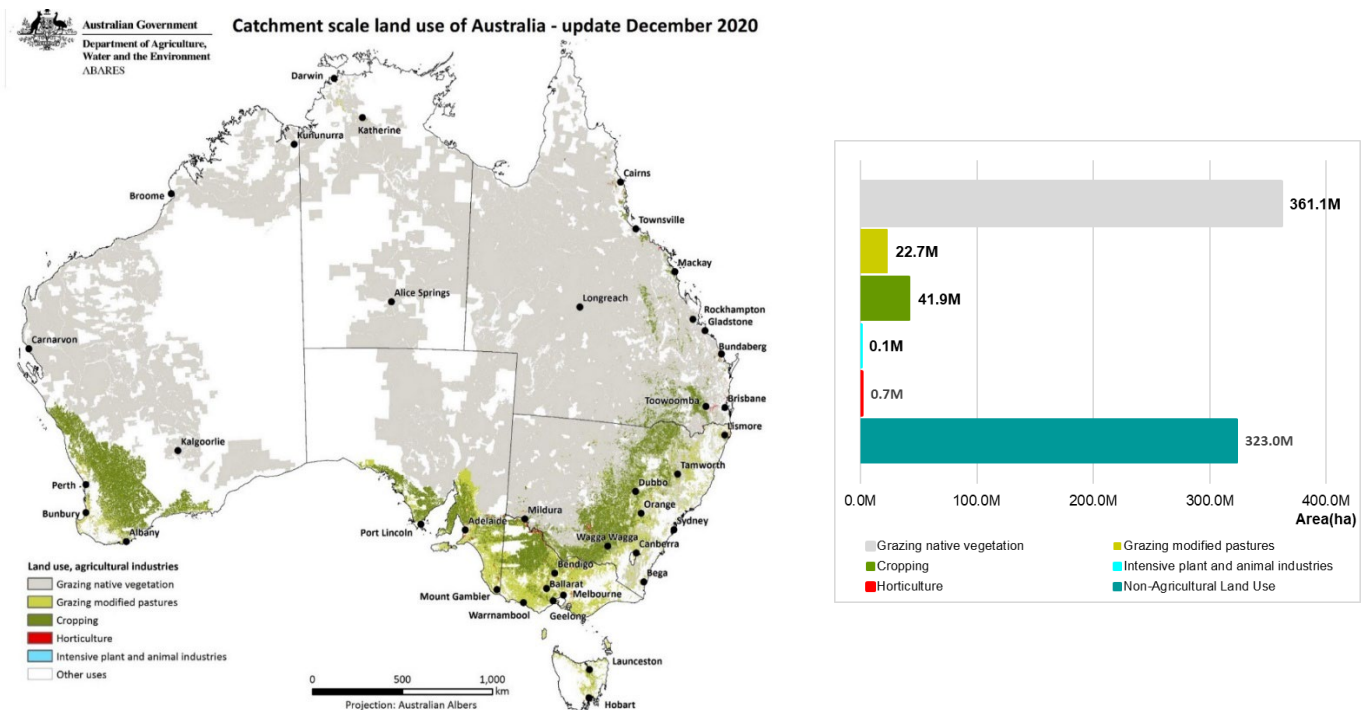 Australian Government
Department of Agriculture,
Water and the Environment
ABARES
Catchment scale land use of Australia - update December 2020
Darwin
Katherine
Kununurra
Broome
Cairns
Townsville
Mackay
Alice Springs
Longreach
Rockhampton
Gladstone
Bundaberg
Carnarvon
Toowoomba
Brisbane
Lismore
Kalgoorlie
Tamworth
Perth
Dubbo
Bunbury
Orange
Mildura
Sydney
Port Lincoln
Adelaide
Albany
Wagga Wagga
Canberra
Bendigo
Bega
Ballarat
Mount Gambier
Melbourne
Warrnambool
Geelong
Launceston
Hobart
Land use, agricultural industries
Grazing native vegetation
Grazing modified pastures
Cropping
Horticulture
Intensive plant and animal industries
Other uses
0 500 1,000
km
Projection: Australian Albers
361.1M
22.7M
41.9M
0.1M
0.7M
323.0M
0.0M 100.0M 200.0M 300.0M 400.0M
Area(ha)
Grazing native vegetation Grazing modified pastures
Cropping Intensive plant and animal industries
Horticulture Non-Agricultural Land Use